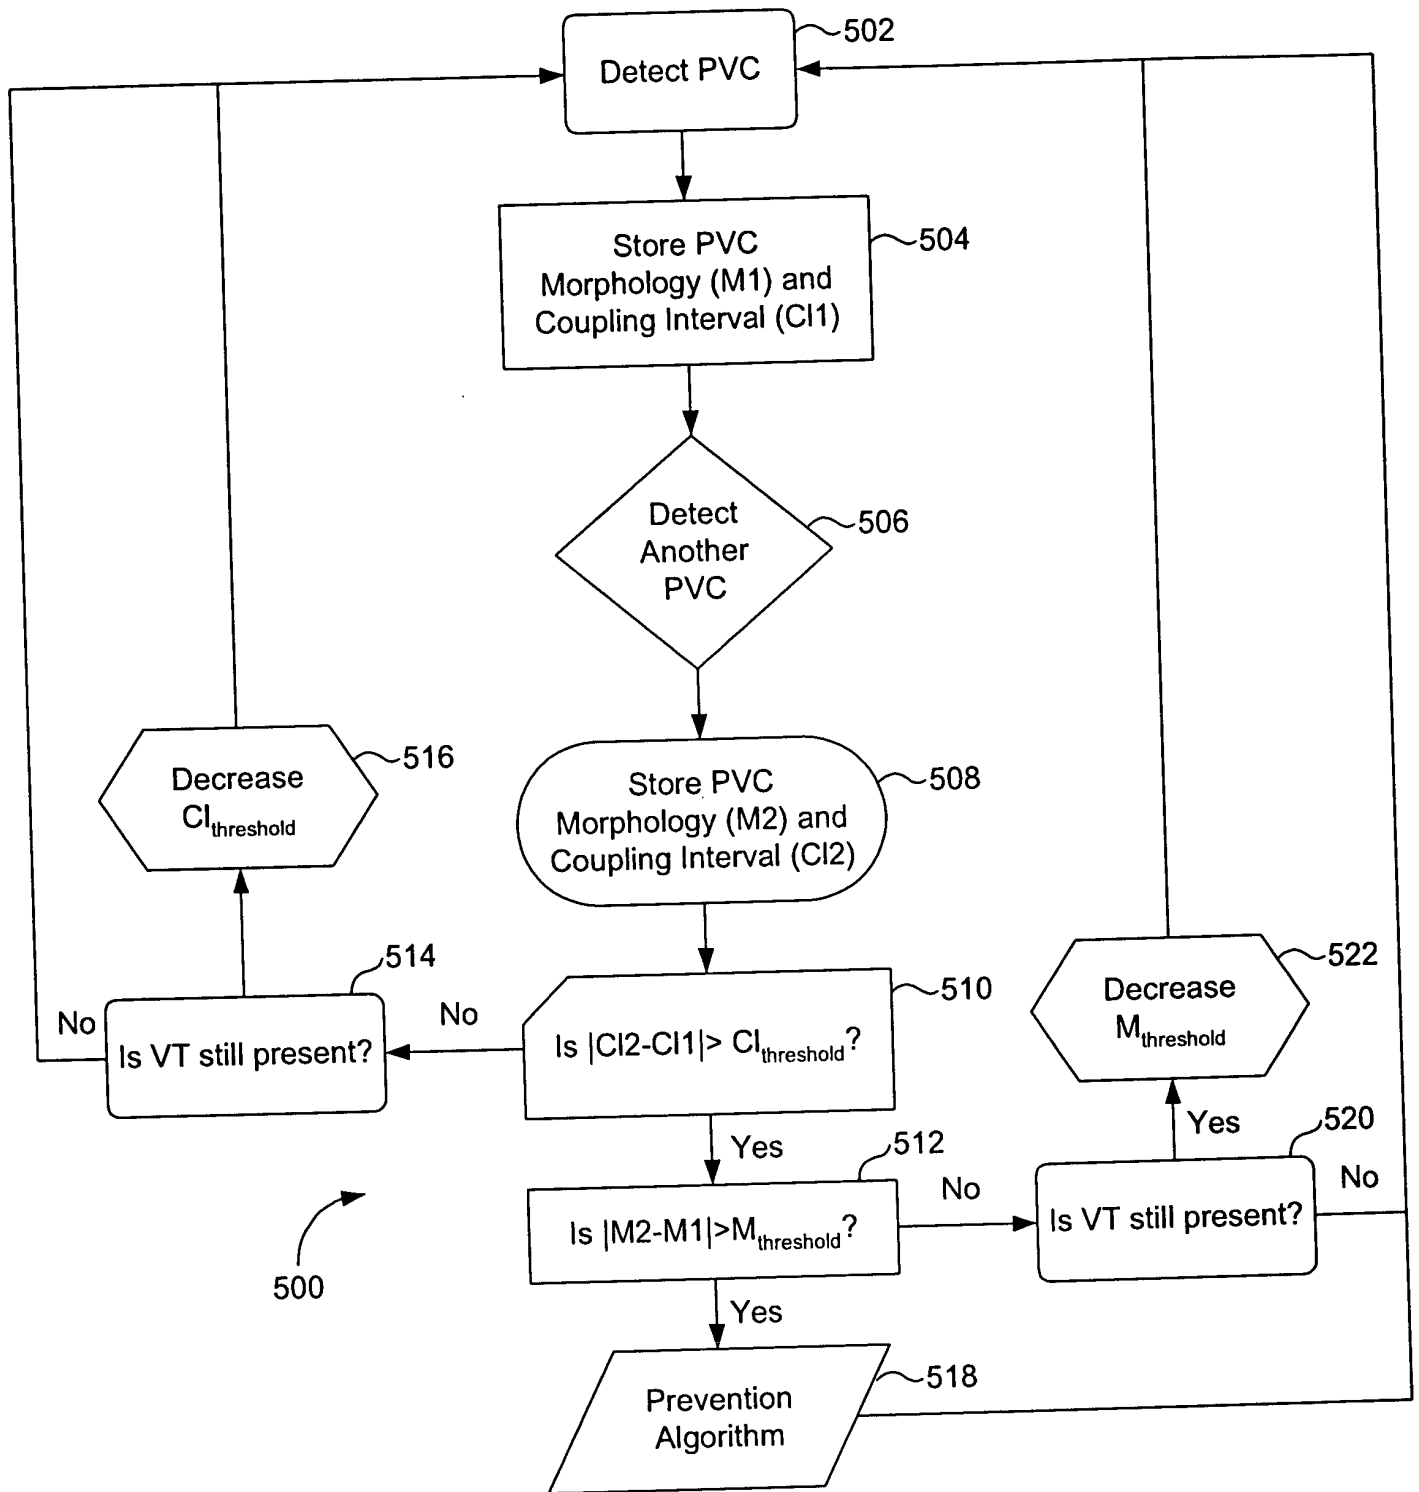 502
Detect PVC
Store PVC
Morphology (M1) and
Coupling Interval (CI1)
504
Detect
Another
PVC
506
Decrease
CIthreshold
516
Store PVC
Morphology (M2) and
Coupling Interval (CI2)
508
514
No
Is VT still present?
No
Is |CI2-CI1|> CIthreshold?
510
Decrease
Mthreshold
522
Yes
512
Yes
520
Is |M2-M1|>Mthreshold?
No
Is VT still present?
No
500
Yes
Prevention
Algorithm
518